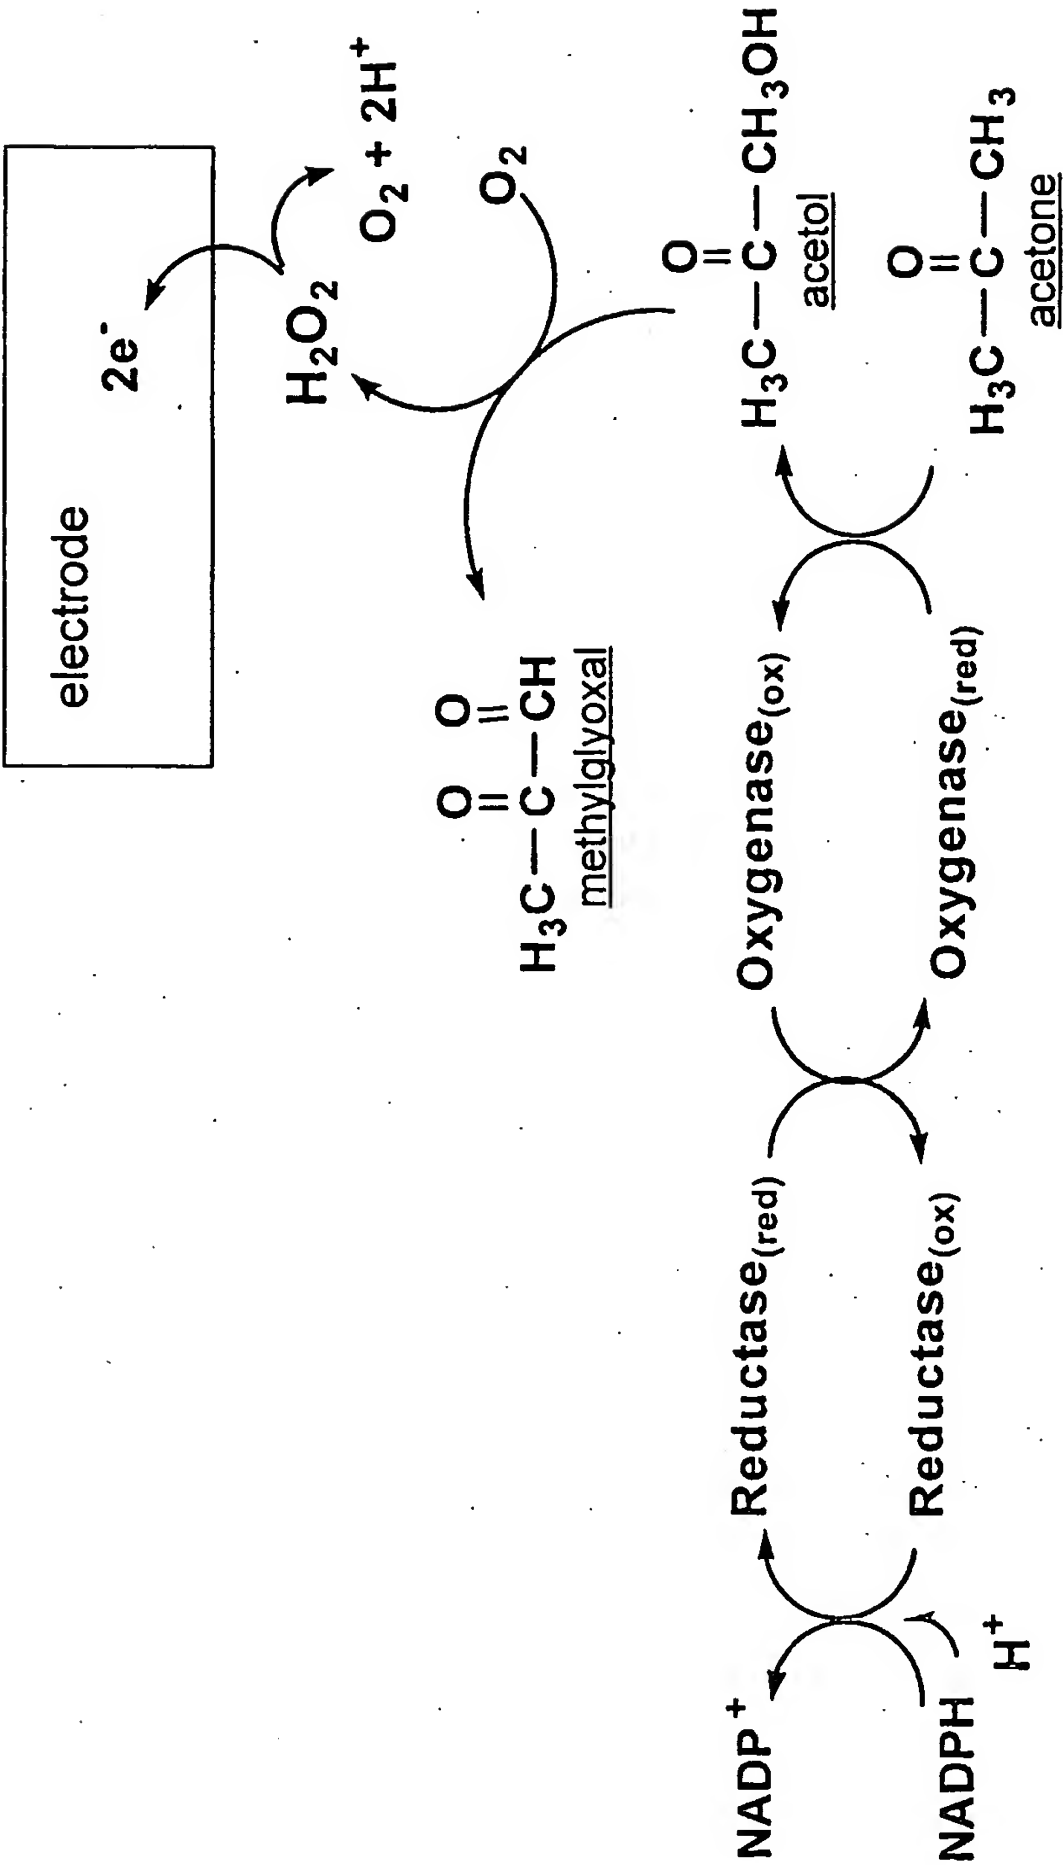 electrode
2e⁻
H₂O₂
O₂ + 2H⁺
O₂
O O
H₃C—C—CH
methylglyoxal
O
H₃C—C—CH₃OH
acetol
O
H₃C—C—CH₃
acetone
NADP⁺
Reductase(red)
Oxygenase(ox)
NADPH
H⁺
Reductase(ox)
Oxygenase(red)